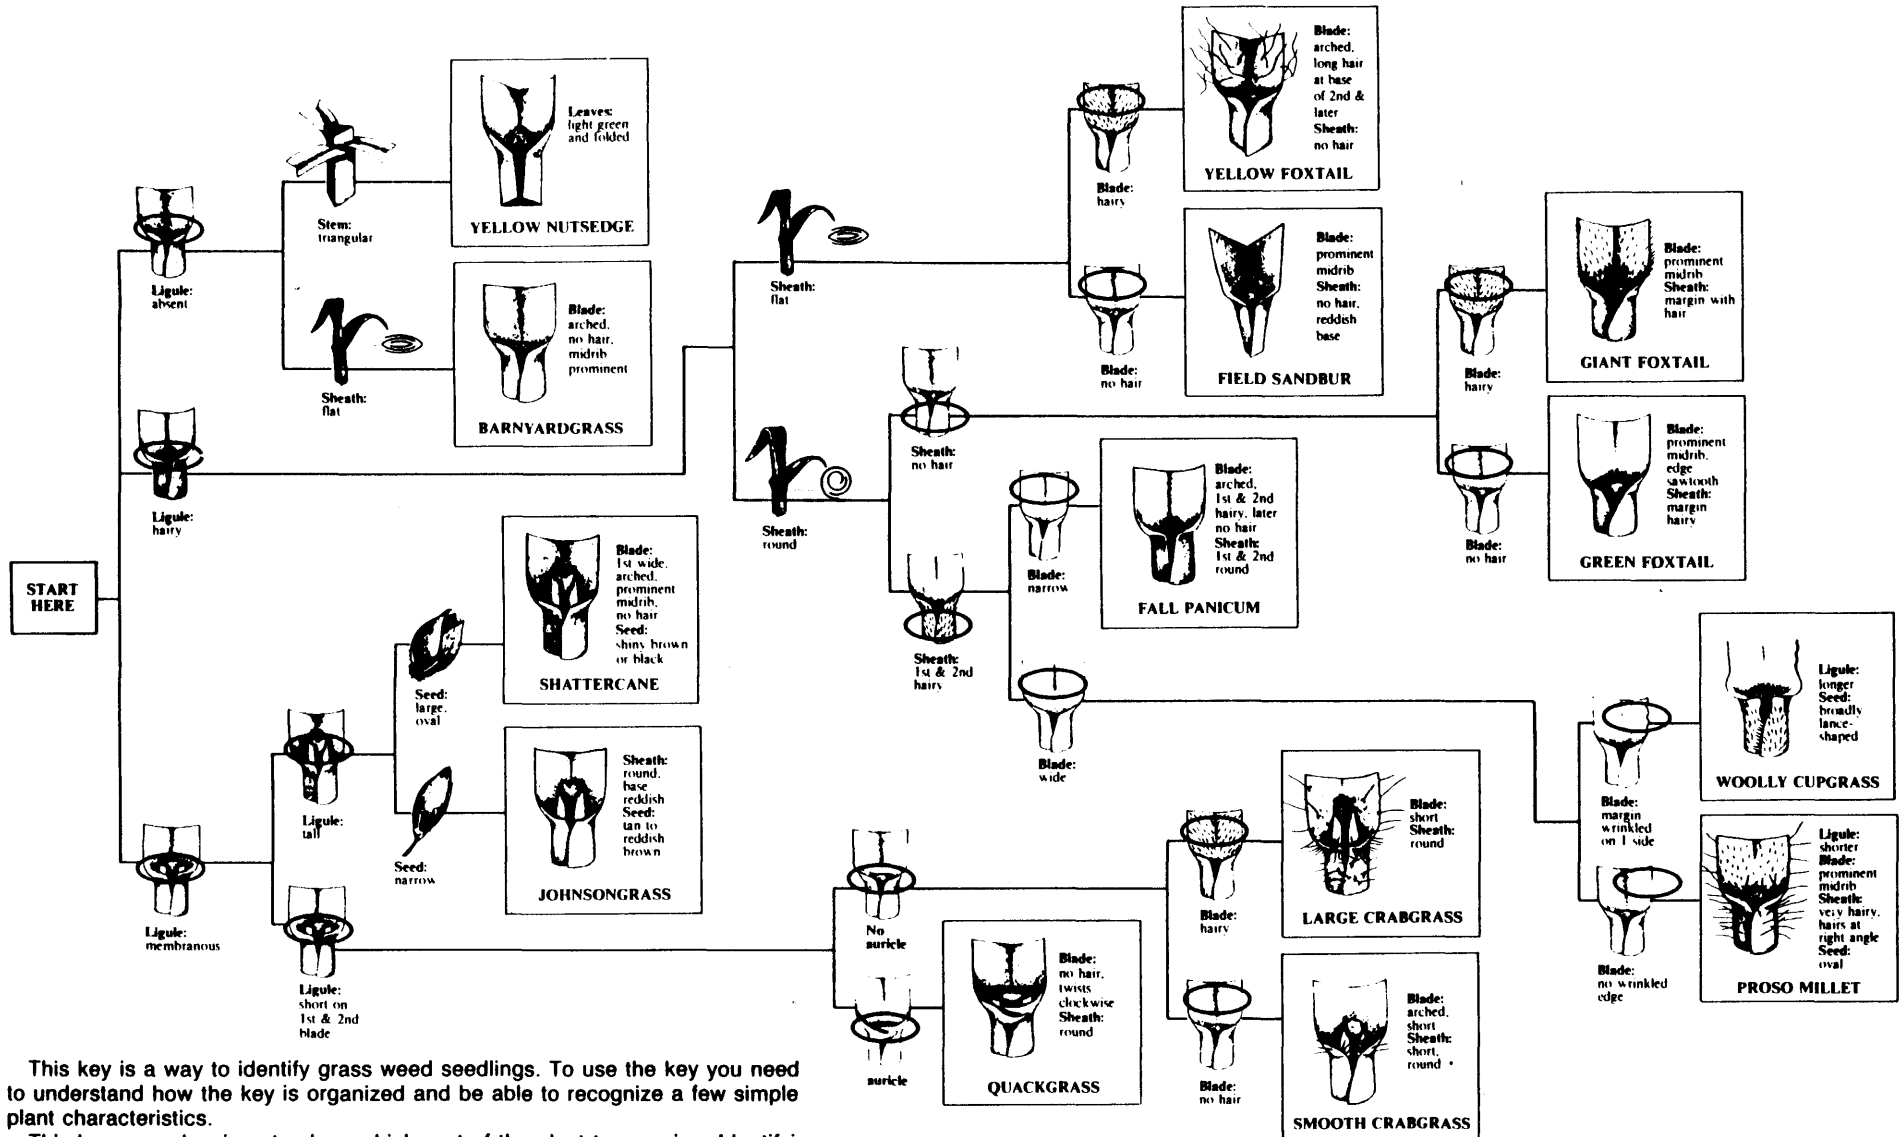 START
HERE
Ligule:
absent
Stem:
triangular
Leaves:
light green
and folded
YELLOW NUTSEDGE
Sheath:
flat
Blade:
arched,
no hair,
midrib
prominent
BARNYARDGRASS
Ligule:
hairy
Sheath:
flat
Blade:
hairy
Blade:
arched,
long hair
at base
of 2nd &
later
Sheath:
no hair
YELLOW FOXTAIL
Blade:
no hair
Blade:
prominent
midrib
Sheath:
no hair,
reddish
base
FIELD SANDBUR
Sheath:
round
Sheath:
no hair
Blade:
hairy
Blade:
prominent
midrib
Sheath:
margin with
hair
GIANT FOXTAIL
Blade:
no hair
Blade:
prominent
midrib,
edge
sawtooth
Sheath:
margin
hairy
GREEN FOXTAIL
Sheath:
1st & 2nd
hairy
Blade:
narrow
Blade:
arched,
1st & 2nd
hairy, later
no hair
Sheath:
1st & 2nd
round
FALL PANICUM
Blade:
wide
Blade:
margin
wrinkled
on 1 side
Ligule:
longer
Seed:
broadly
lance-
shaped
WOOLLY CUPGRASS
Blade:
no wrinkled
edge
Ligule:
shorter
Blade:
prominent
midrib
Sheath:
very hairy,
hairs at
right angle
Seed:
oval
PROSO MILLET
Ligule:
membranous
Ligule:
tall
Seed:
large,
oval
Blade:
1st wide,
arched,
prominent
midrib,
no hair
Seed:
shiny brown
or black
SHATTERCANE
Seed:
narrow
Sheath:
round,
base
reddish
Seed:
tan to
reddish
brown
JOHNSONGRASS
Ligule:
short on
1st & 2nd
blade
No
auricle
Blade:
hairy
Blade:
short
Sheath:
round
LARGE CRABGRASS
Blade:
no hair
Blade:
arched,
short
Sheath:
short,
round
SMOOTH CRABGRASS
auricle
Blade:
no hair,
twists
clockwise
Sheath:
round
QUACKGRASS
This key is a way to identify grass weed seedlings. To use the key you need
to understand how the key is organized and be able to recognize a few simple
plant characteristics.